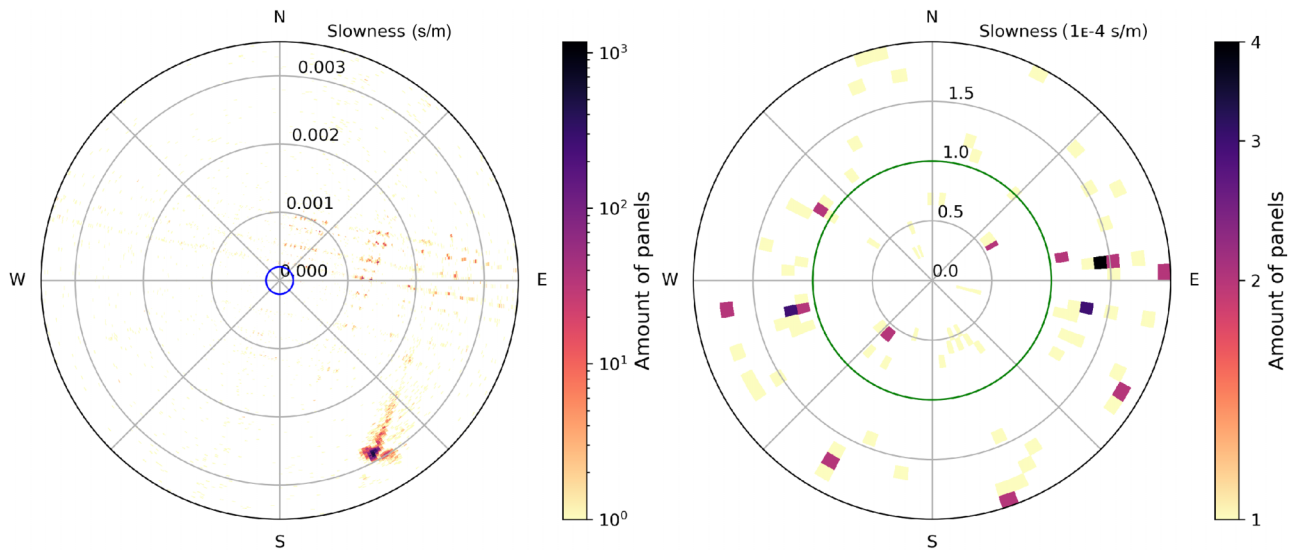 N
Slowness (s/m)
0.003
0.002
0.001
0.000
W
E
S
10³
10²
10¹
10⁰
Amount of panels
N
Slowness (1ᴇ-4 s/m)
1.5
1.0
0.5
0.0
W
E
S
4
3
2
1
Amount of panels